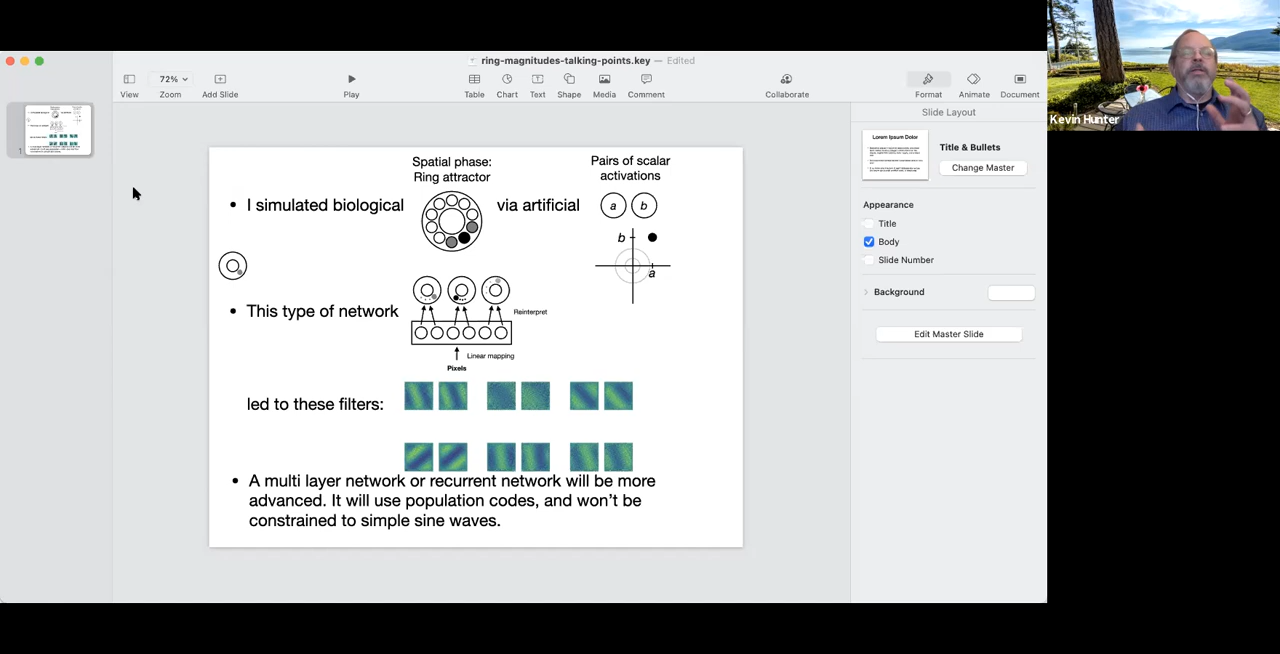 ring-magnitudes-talking-points.key — Edited
72%
View
Zoom
Add Slide
Play
Table
Chart
Text
Shape
Media
Comment
Collaborate
Format
Animate
Document
Kevin Hunter
Slide Layout
Title & Bullets
Change Master
Appearance
Title
Body
Slide Number
Background
Edit Master Slide
1
Lorem Ipsum Dolor
Spatial phase:
Ring attractor
Pairs of scalar
activations
• I simulated biological
via artificial
a b
b
a
• This type of network
Reinterpret
Linear mapping
Pixels
led to these filters:
• A multi layer network or recurrent network will be more
advanced. It will use population codes, and won't be
constrained to simple sine waves.